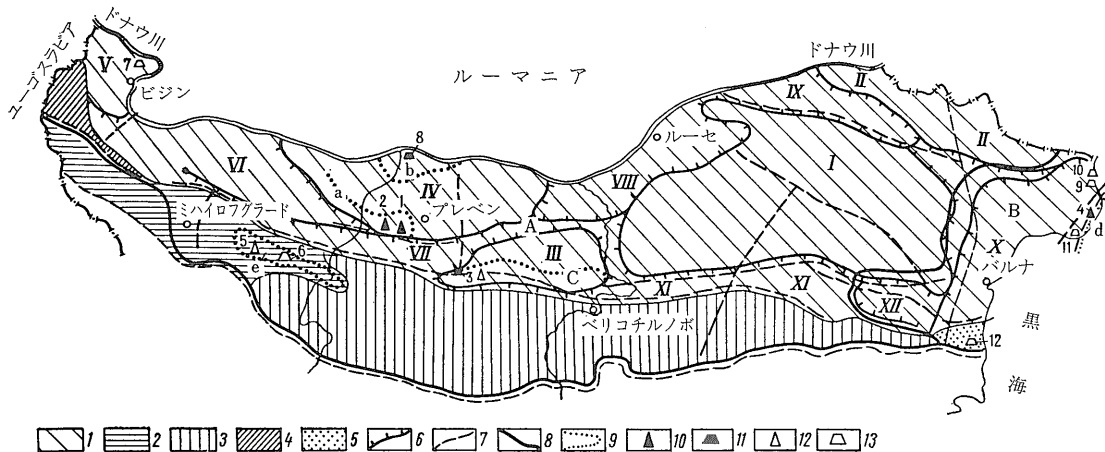 ユーゴスラビア
ドナウ川
V
7
ビジン
ルーマニア
ドナウ川
IX
II
II
ルーセ
VI
8
b
a
IV
2
プレベン
VIII
I
10
9
4
d
11
B
ミハイロフグラード
A
5
6
e
VII
III
3
C
X
バルナ
XI
XI
XII
ベリコチルノボ
12
黒
海
1 2 3 4 5 6 7 8 9 10 11 12 13